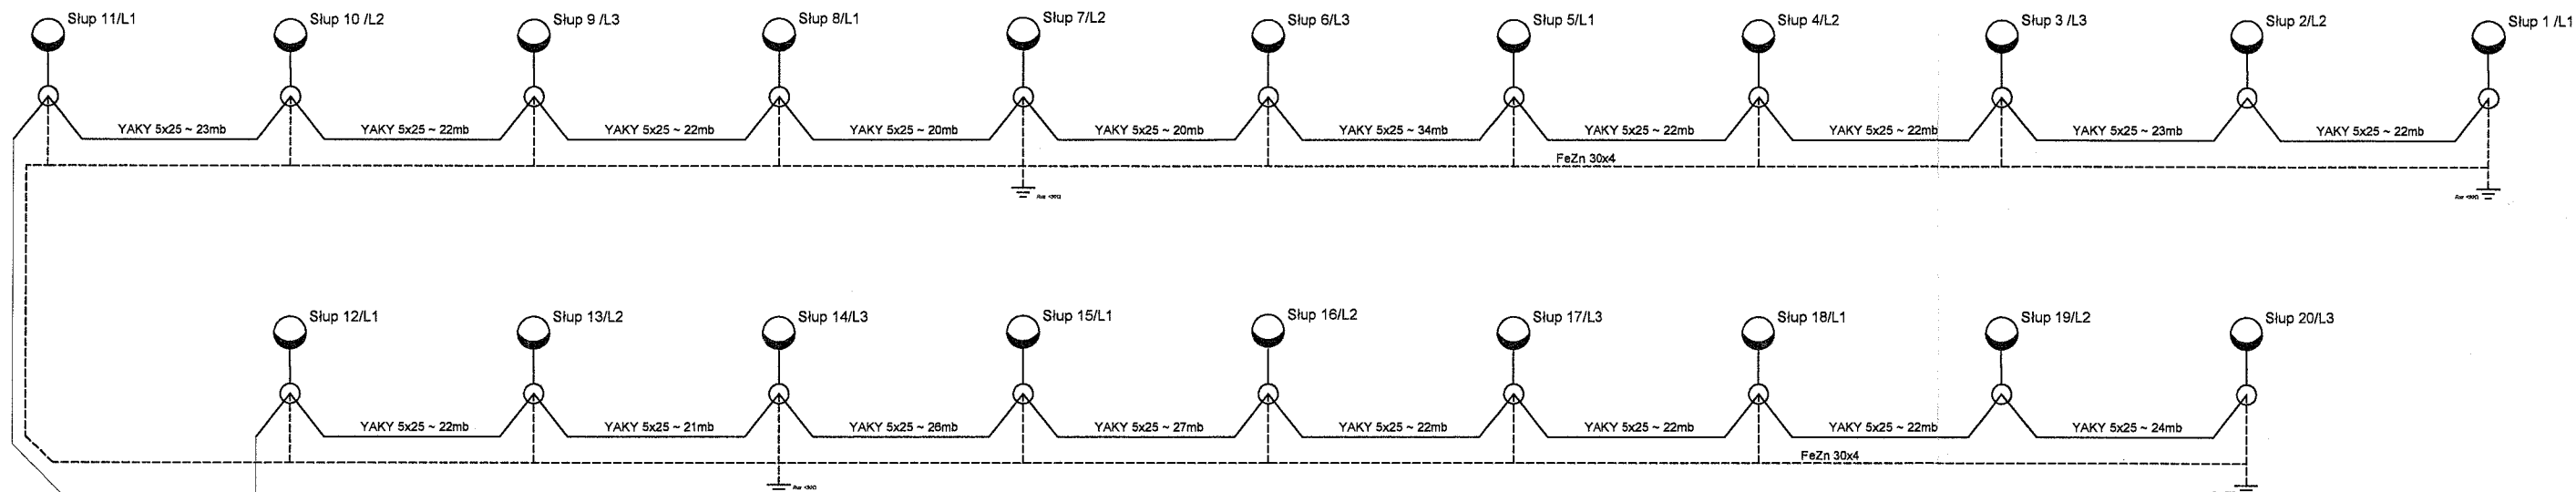 Słup 11/L1
Słup 10 /L2
Słup 9 /L3
Słup 8/L1
Słup 7/L2
Słup 6/L3
Słup 5/L1
Słup 4/L2
Słup 3 /L3
Słup 2/L2
Słup 1 /L1
YAKY 5x25 ~ 23mb
YAKY 5x25 ~ 22mb
YAKY 5x25 ~ 22mb
YAKY 5x25 ~ 20mb
YAKY 5x25 ~ 20mb
YAKY 5x25 ~ 34mb
YAKY 5x25 ~ 22mb
YAKY 5x25 ~ 22mb
YAKY 5x25 ~ 23mb
YAKY 5x25 ~ 22mb
FeZn 30x4
Słup 12/L1
Słup 13/L2
Słup 14/L3
Słup 15/L1
Słup 16/L2
Słup 17/L3
Słup 18/L1
Słup 19/L2
Słup 20/L3
YAKY 5x25 ~ 22mb
YAKY 5x25 ~ 21mb
YAKY 5x25 ~ 26mb
YAKY 5x25 ~ 27mb
YAKY 5x25 ~ 22mb
YAKY 5x25 ~ 22mb
YAKY 5x25 ~ 22mb
YAKY 5x25 ~ 24mb
FeZn 30x4